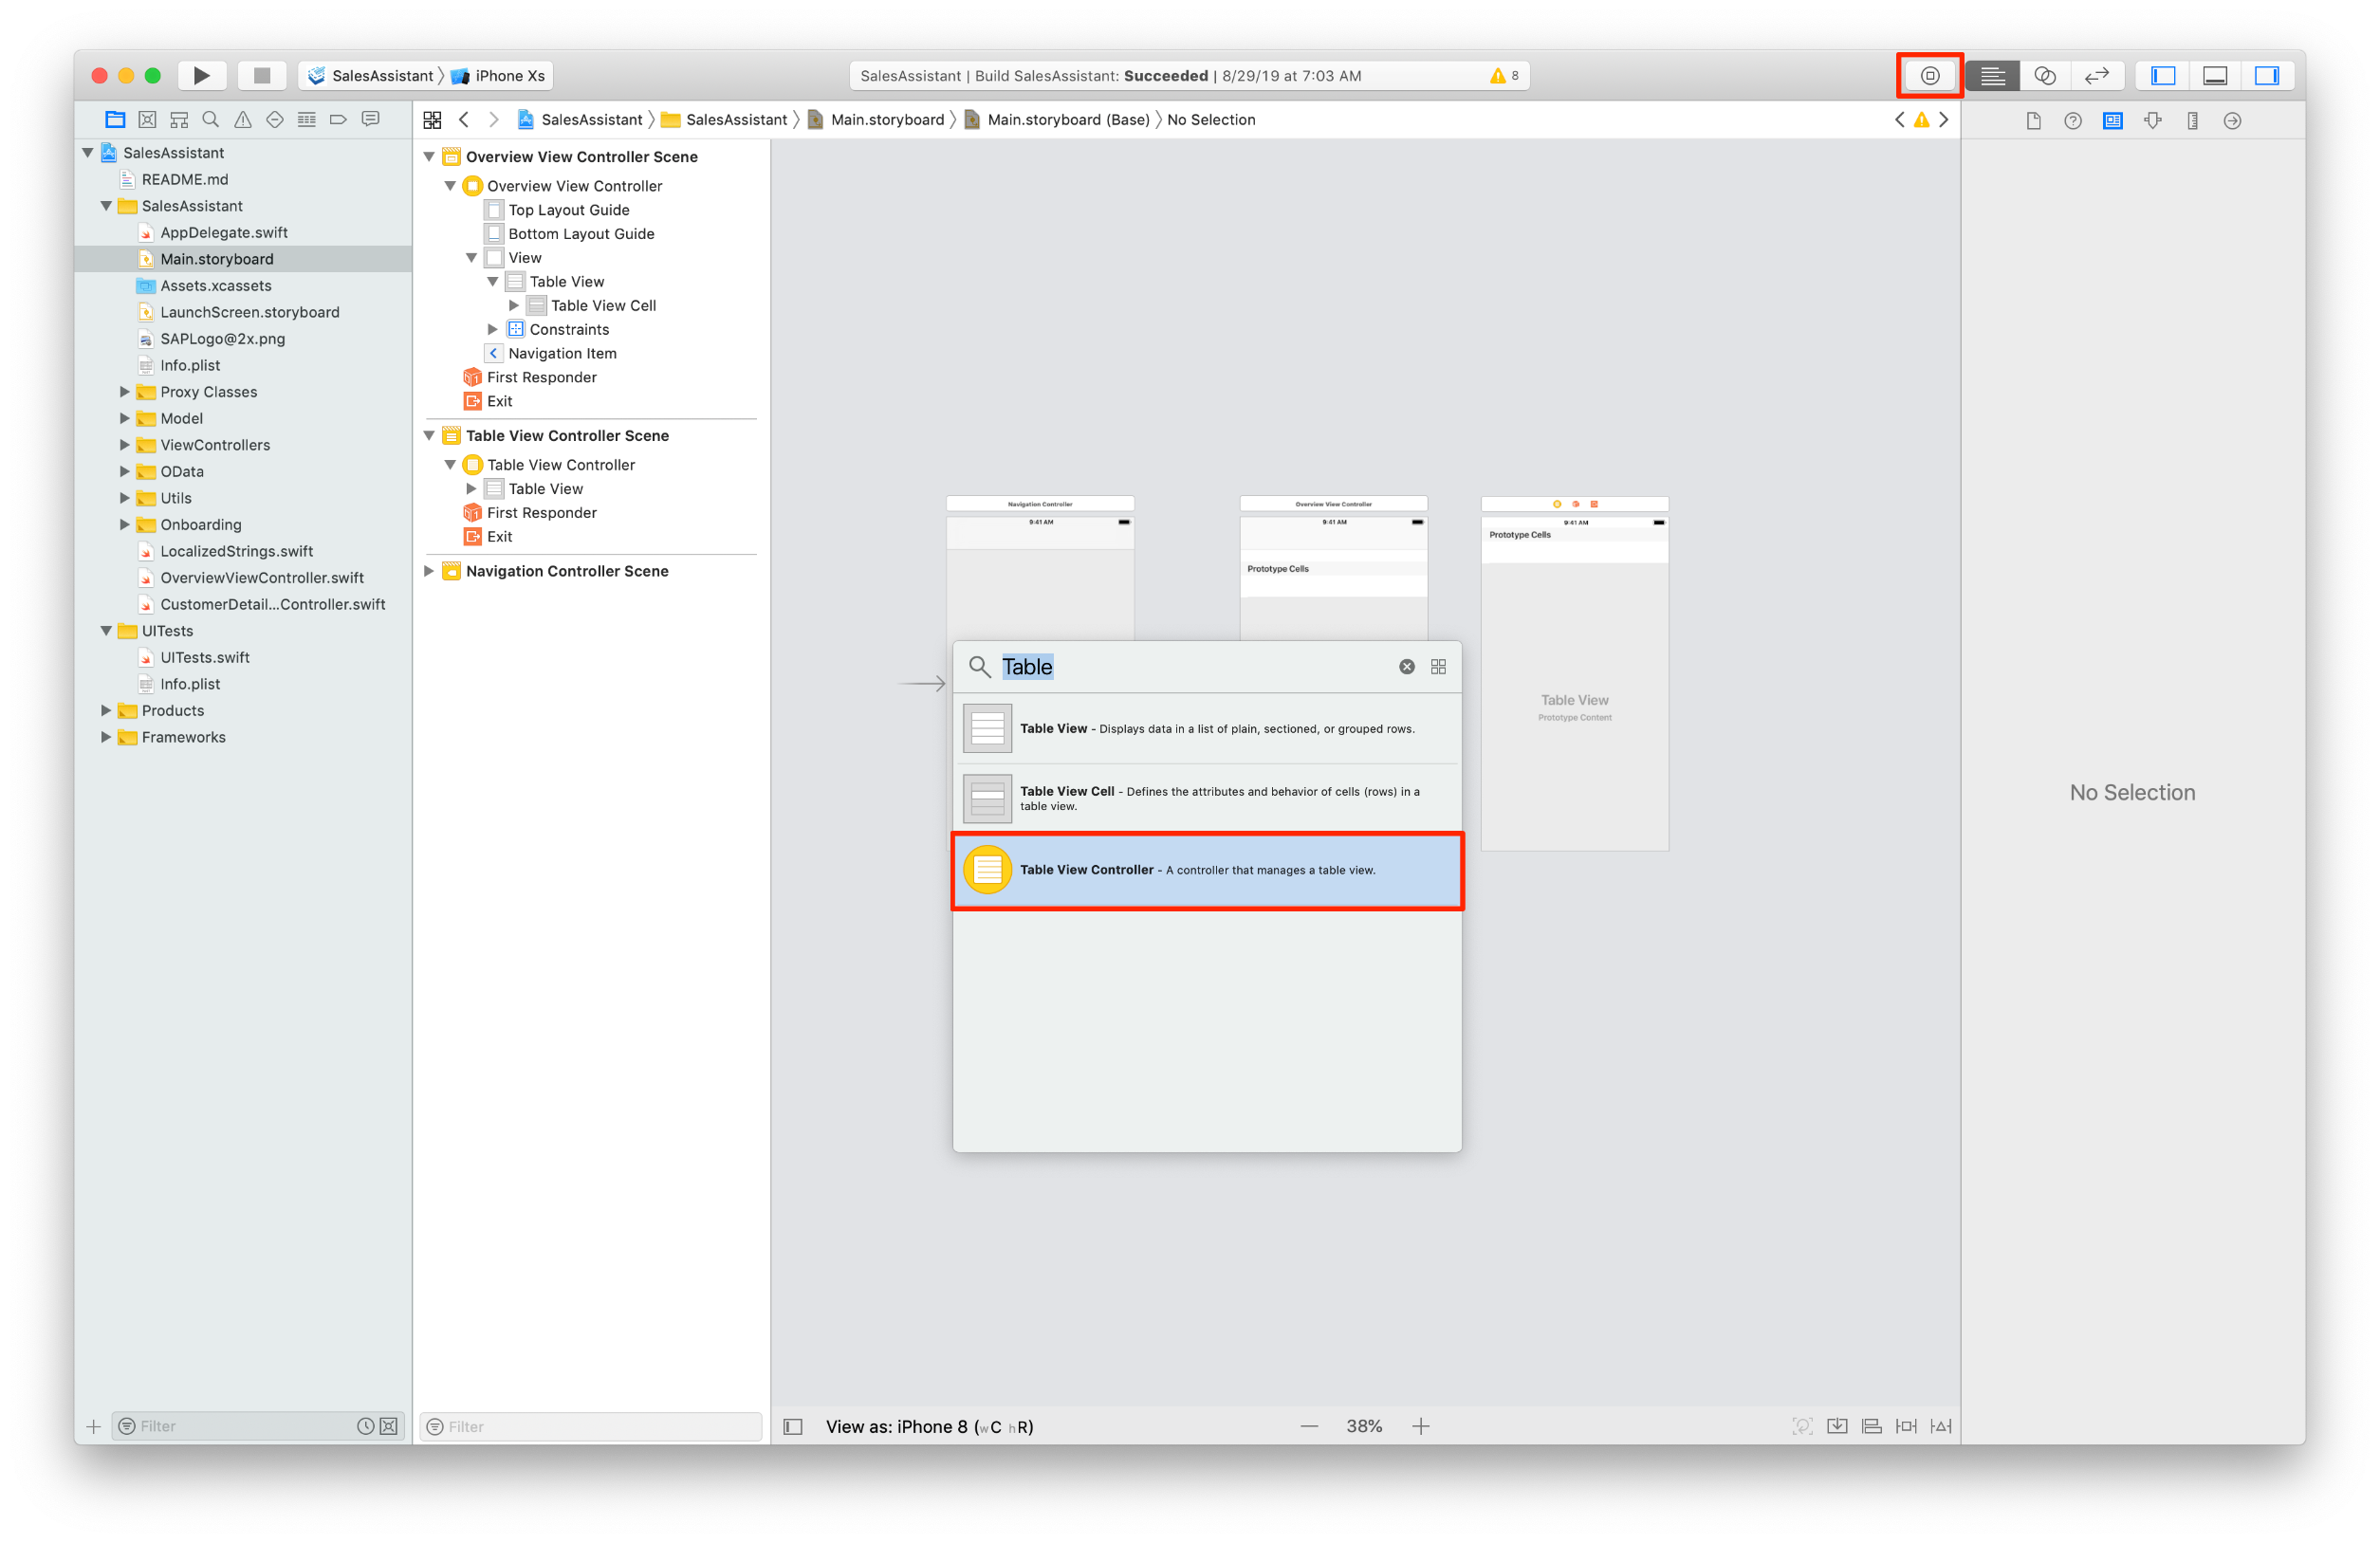 SalesAssistant
iPhone Xs
SalesAssistant | Build SalesAssistant: Succeeded | 8/29/19 at 7:03 AM
8
SalesAssistant
SalesAssistant
Main.storyboard
Main.storyboard (Base)
No Selection
SalesAssistant
README.md
SalesAssistant
AppDelegate.swift
Main.storyboard
Assets.xcassets
LaunchScreen.storyboard
SAPLogo@2x.png
Info.plist
Proxy Classes
Model
ViewControllers
OData
Utils
Onboarding
LocalizedStrings.swift
OverviewViewController.swift
CustomerDetail...Controller.swift
UITests
UITests.swift
Info.plist
Products
Frameworks
Filter
Overview View Controller Scene
Overview View Controller
Top Layout Guide
Bottom Layout Guide
View
Table View
Table View Cell
Constraints
Navigation Item
First Responder
Exit
Table View Controller Scene
Table View Controller
Table View
First Responder
Exit
Navigation Controller Scene
Filter
Navigation Controller
9:41 AM
Overview View Controller
9:41 AM
Prototype Cells
9:41 AM
Prototype Cells
Table View
Prototype Content
Table
Table View - Displays data in a list of plain, sectioned, or grouped rows.
Table View Cell - Defines the attributes and behavior of cells (rows) in a
table view.
Table View Controller - A controller that manages a table view.
View as: iPhone 8 (wC hR)
38%
No Selection